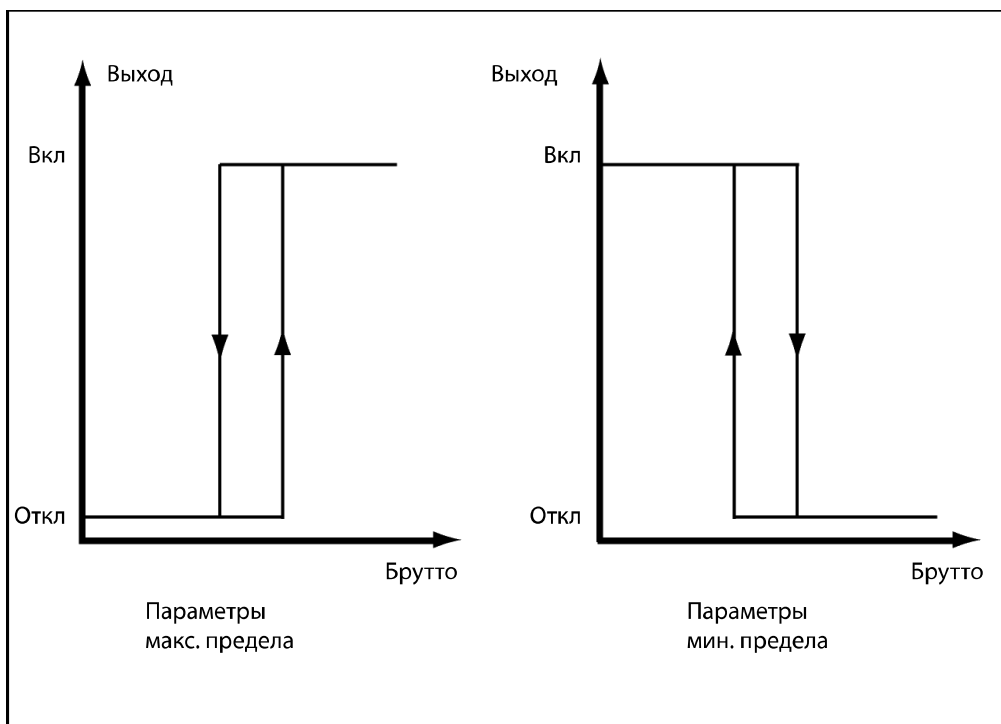 Выход
Вкл
Откл
Брутто
Параметры
макс. предела
Выход
Вкл
Откл
Брутто
Параметры
мин. предела